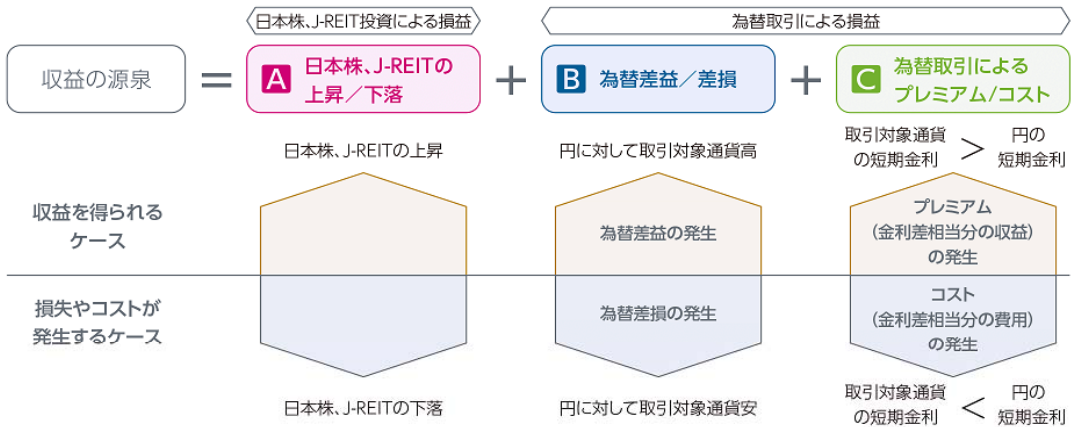 日本株、J-REIT投資による損益
為替取引による損益
収益の源泉
=
A
日本株、J-REITの
上昇／下落
+
B
為替差益／差損
+
C
為替取引による
プレミアム/コスト
日本株、J-REITの上昇
円に対して取引対象通貨高
取引対象通貨
の短期金利
>
円の
短期金利
収益を得られる
ケース
為替差益の発生
プレミアム
(金利差相当分の収益)
の発生
損失やコストが
発生するケース
為替差損の発生
コスト
(金利差相当分の費用)
の発生
日本株、J-REITの下落
円に対して取引対象通貨安
取引対象通貨
の短期金利
<
円の
短期金利